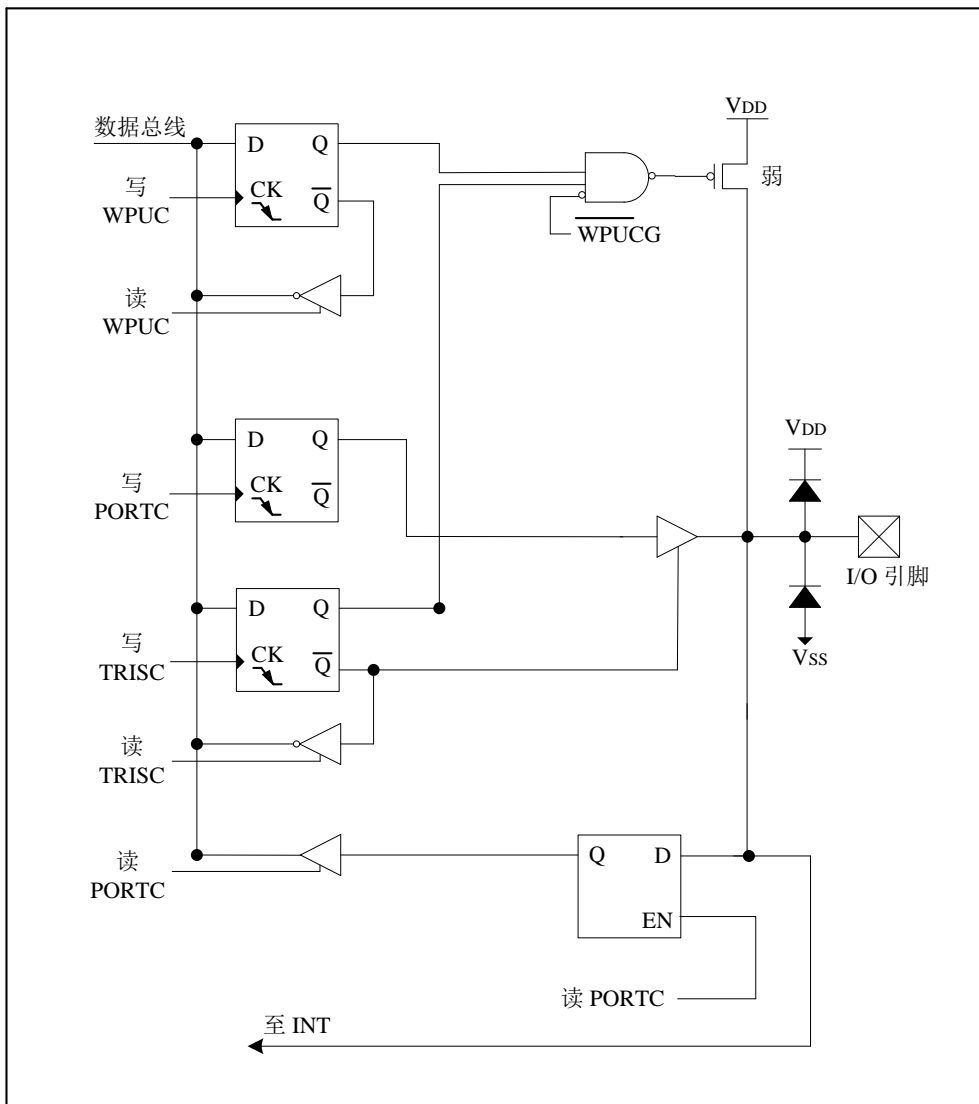 数据总线
D Q
VDD
写
WPUC
CK
Q
弱
WPUCG
读
WPUC
D Q
VDD
写
PORTC
CK
Q
I/O 引脚
D Q
写
TRISC
CK
Q
VSS
读
TRISC
Q D
读
PORTC
EN
读 PORTC
至 INT